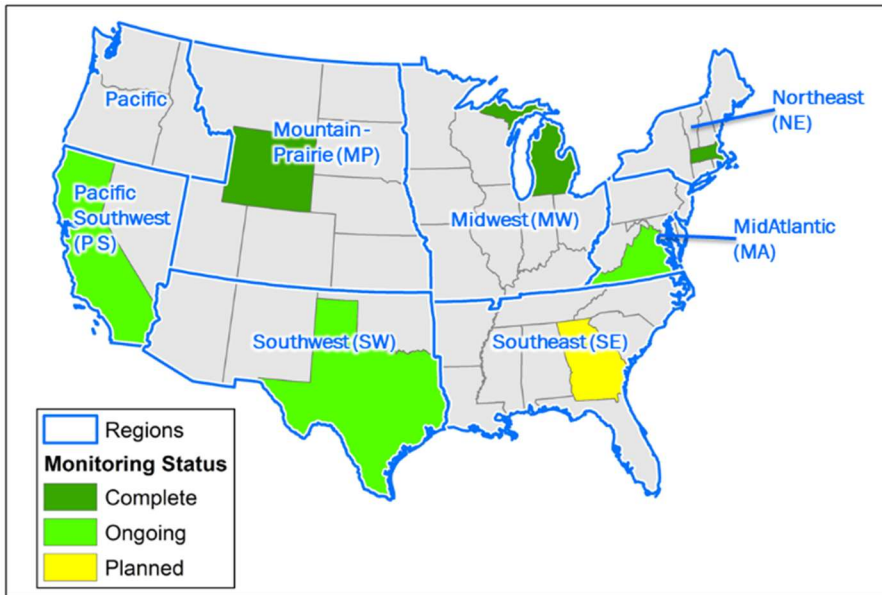 Pacific
Mountain-
Prairie (MP)
Northeast
(NE)
Pacific
Southwest
(PS)
Midwest (MW)
MidAtlantic
(MA)
Southwest (SW)
Southeast (SE)
Regions
Monitoring Status
Complete
Ongoing
Planned